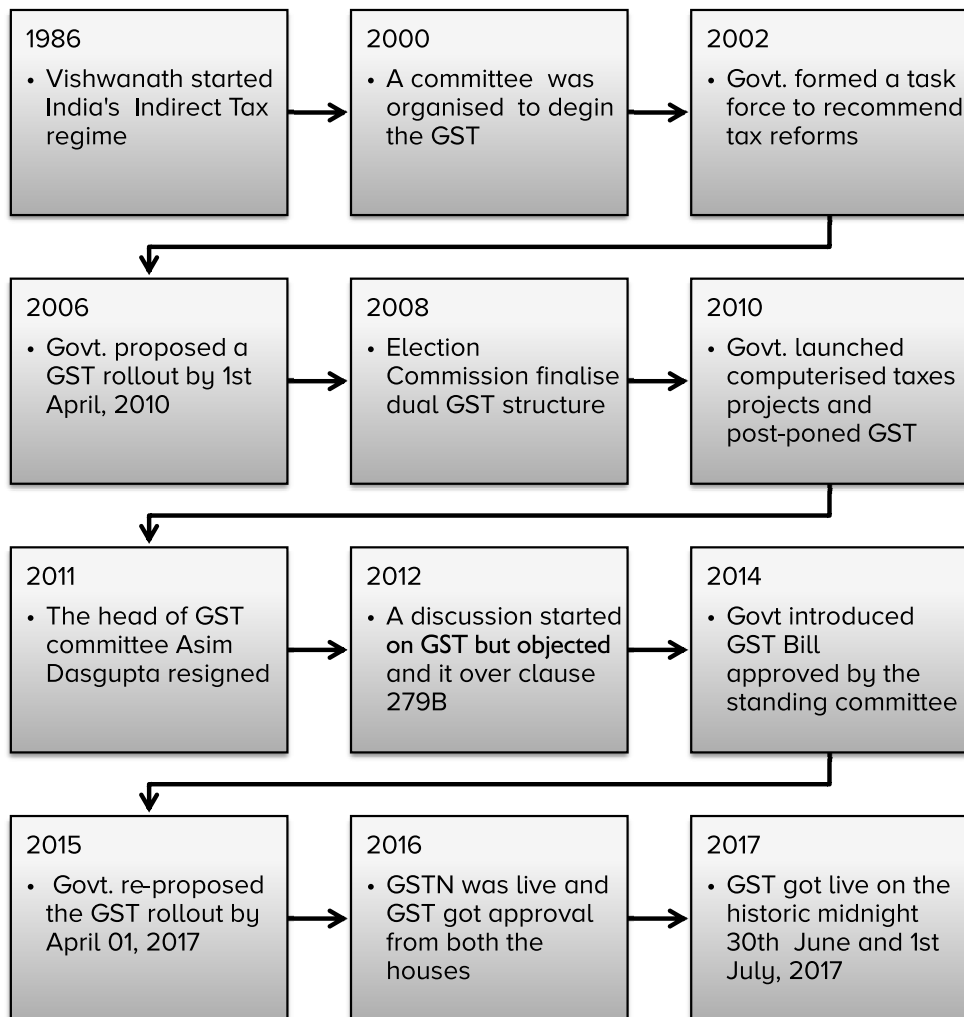 1986
• Vishwanath started
India's Indirect Tax
regime
2000
• A committee was
organised to degin
the GST
2002
• Govt. formed a task
force to recommend
tax reforms
2006
• Govt. proposed a
GST rollout by 1st
April, 2010
2008
• Election
Commission finalise
dual GST structure
2010
• Govt. launched
computerised taxes
projects and
post-poned GST
2011
• The head of GST
committee Asim
Dasgupta resigned
2012
• A discussion started
on GST but objected
and it over clause
279B
2014
• Govt introduced
GST Bill
approved by the
standing committee
2015
• Govt. re-proposed
the GST rollout by
April 01, 2017
2016
• GSTN was live and
GST got approval
from both the
houses
2017
• GST got live on the
historic midnight
30th June and 1st
July, 2017